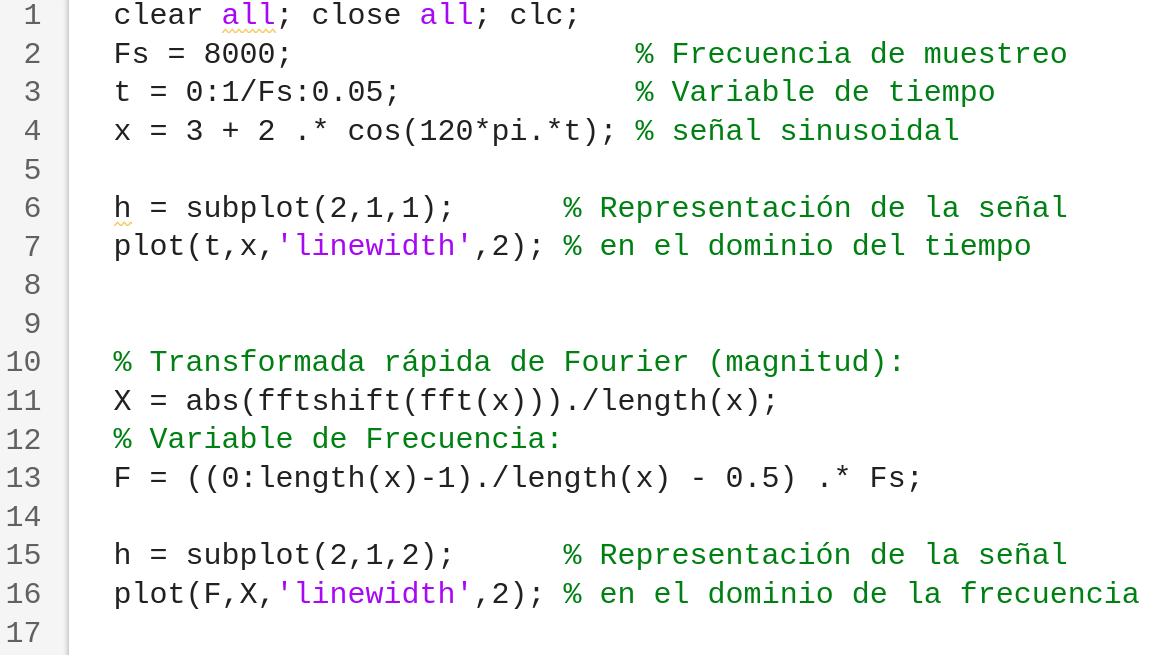 1 clear all; close all; clc;
2 Fs = 8000; % Frecuencia de muestreo
3 t = 0:1/Fs:0.05; % Variable de tiempo
4 x = 3 + 2 .* cos(120*pi.*t); % señal sinusoidal
5
6 h = subplot(2,1,1); % Representación de la señal
7 plot(t,x,'linewidth',2); % en el dominio del tiempo
8
9
10 % Transformada rápida de Fourier (magnitud):
11 X = abs(fftshift(fft(x)))./length(x);
12 % Variable de Frecuencia:
13 F = ((0:length(x)-1)./length(x) - 0.5) .* Fs;
14
15 h = subplot(2,1,2); % Representación de la señal
16 plot(F,X,'linewidth',2); % en el dominio de la frecuencia
17